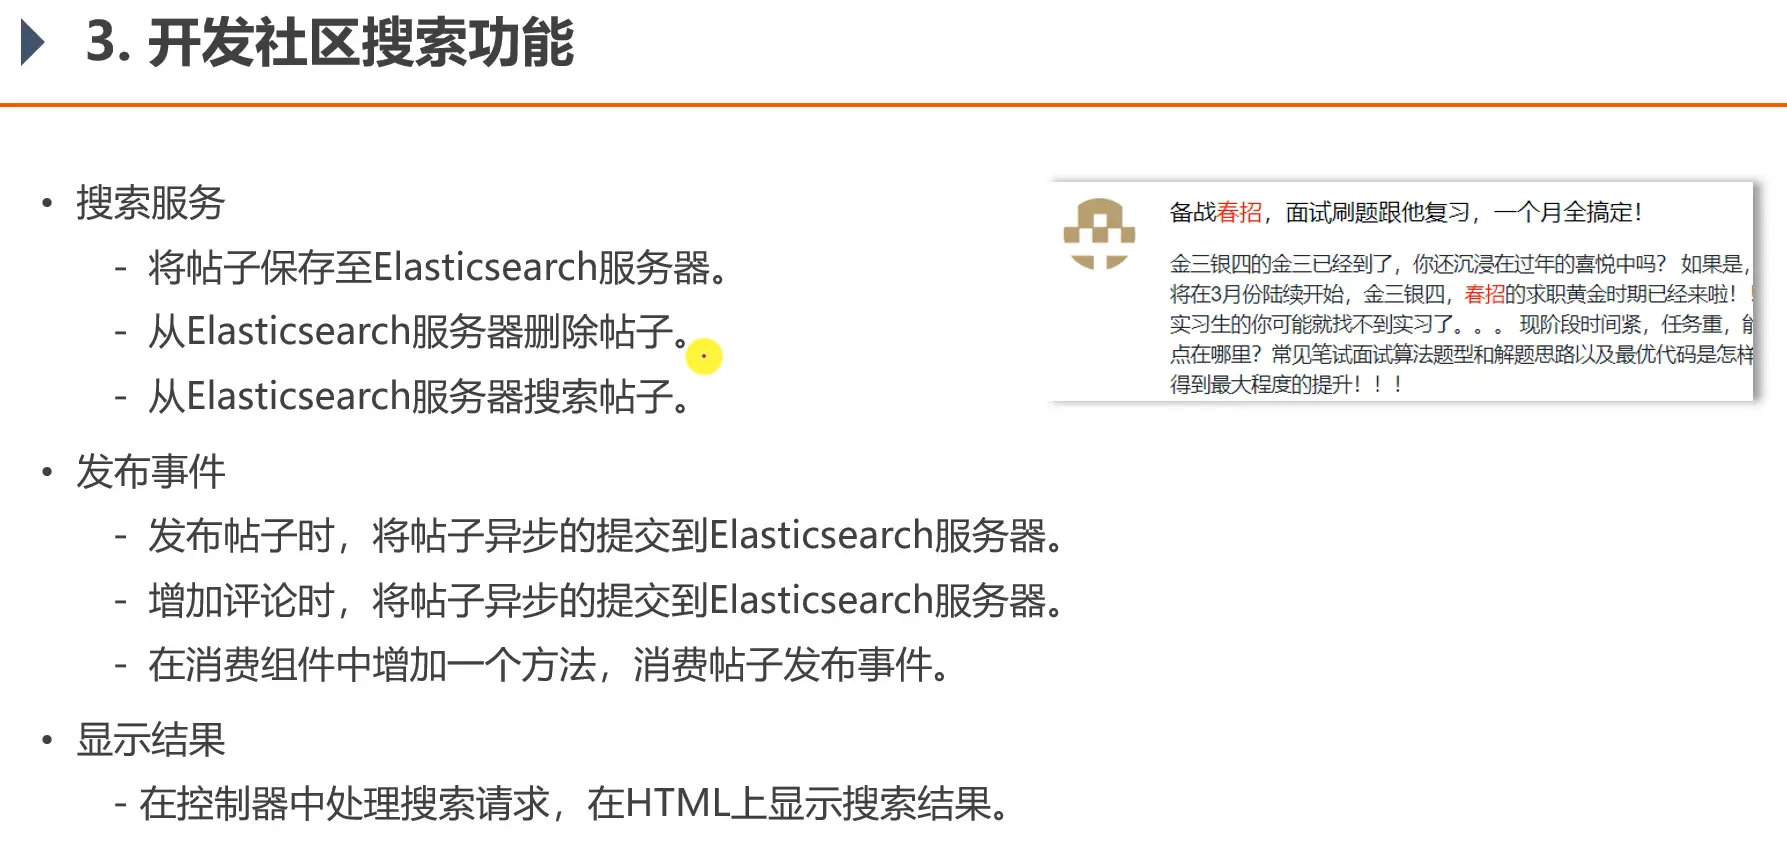 3. 开发社区搜索功能
• 搜索服务
- 将帖子保存至Elasticsearch服务器。
- 从Elasticsearch服务器删除帖子。
- 从Elasticsearch服务器搜索帖子。
• 发布事件
- 发布帖子时，将帖子异步的提交到Elasticsearch服务器。
- 增加评论时，将帖子异步的提交到Elasticsearch服务器。
- 在消费组件中增加一个方法，消费帖子发布事件。
• 显示结果
- 在控制器中处理搜索请求，在HTML上显示搜索结果。
备战春招，面试刷题跟他复习，一个月全搞定！
金三银四的金三已经到了，你还沉浸在过年的喜悦中吗？ 如果是，
将在3月份陆续开始，金三银四，春招的求职黄金时期已经来啦！
实习生的你可能就找不到实习了。。。 现阶段时间紧，任务重，能
点在哪里？常见笔试面试算法题型和解题思路以及最优代码是怎样
得到最大程度的提升！！！